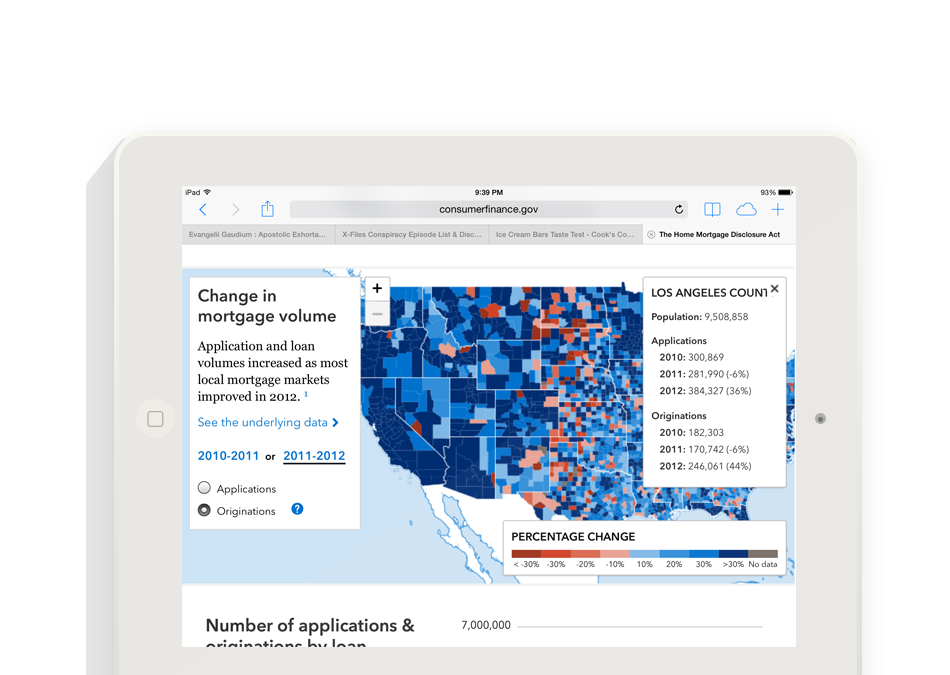 iPad
9:39 PM
93%
consumerfinance.gov
Evangelii Gaudium : Apostolic Exhorta...
X-Files Conspiracy Episode List & Disc...
Ice Cream Bars Taste Test - Cook's Co...
The Home Mortgage Disclosure Act
Change in
mortgage volume
Application and loan
volumes increased as most
local mortgage markets
improved in 2012. 1
See the underlying data
2010-2011 or 2011-2012
Applications
Originations ?
+
−
LOS ANGELES COUNT
Population: 9,508,858
Applications
2010: 300,869
2011: 281,990 (-6%)
2012: 384,327 (36%)
Originations
2010: 182,303
2011: 170,742 (-6%)
2012: 246,061 (44%)
PERCENTAGE CHANGE
< -30% -30% -20% -10% 10% 20% 30% >30% No data
Number of applications &
originations by loan
7,000,000